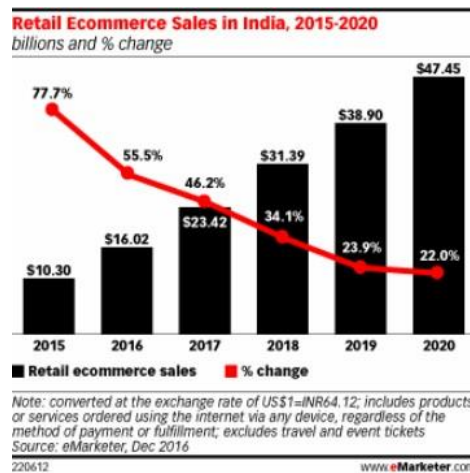 Retail Ecommerce Sales in India, 2015-2020
billions and % change
77.7%
55.5%
46.2%
34.1%
23.9%
22.0%
$10.30
$16.02
$23.42
$31.39
$38.90
$47.45
2015 2016 2017 2018 2019 2020
Retail ecommerce sales % change
Note: converted at the exchange rate of US$1=INR64.12; includes products
or services ordered using the internet via any device, regardless of the
method of payment or fulfillment; excludes travel and event tickets
Source: eMarketer, Dec 2016
220612 www.eMarketer.com